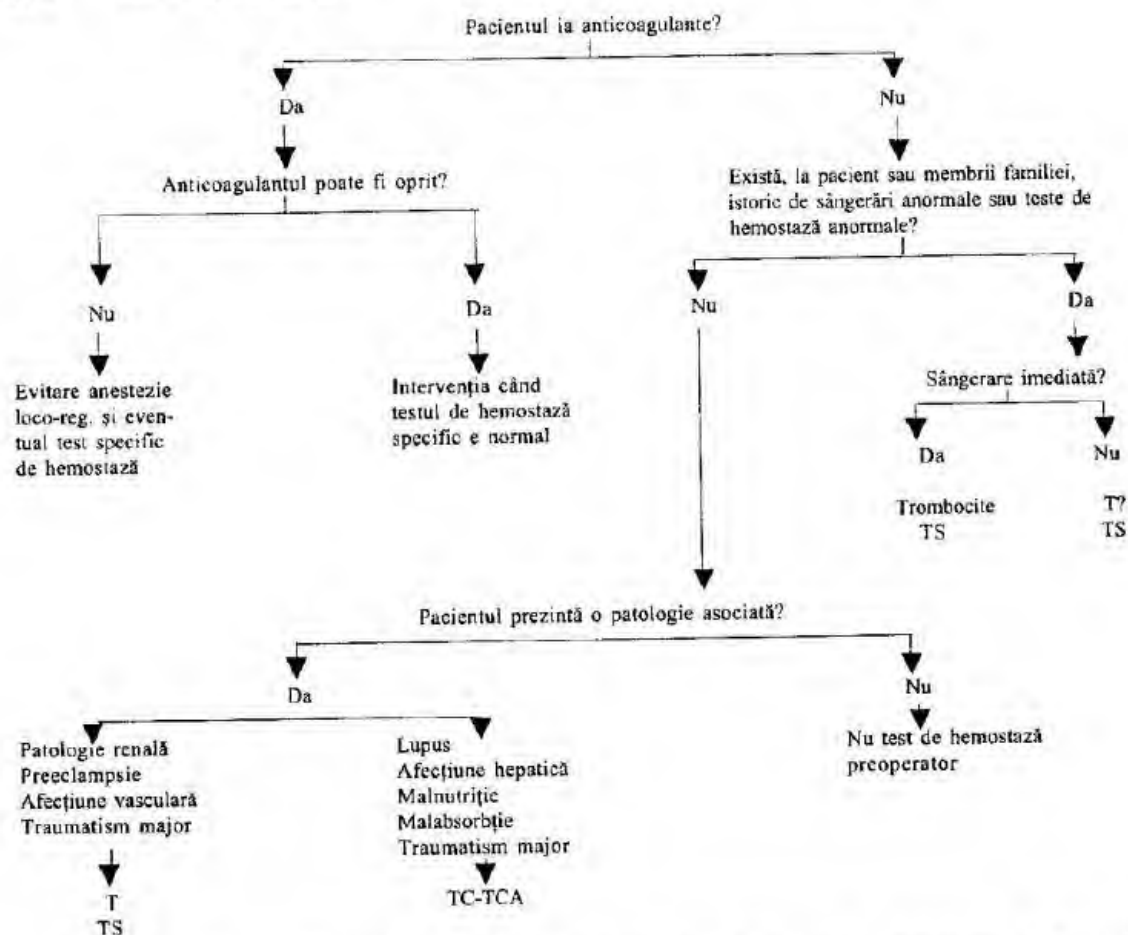 Pacientul ia anticoagulante?
Da
Nu
Anticoagulantul poate fi oprit?
Există, la pacient sau membrii familiei,
istoric de sângerări anormale sau teste de
hemostază anormale?
Nu
Da
Nu
Da
Evitare anestezie
loco-reg. și even-
tual test specific
de hemostază
Intervenția când
testul de hemostază
specific e normal
Sângerare imediată?
Da
Nu
Trombocite
TS
T?
TS
Pacientul prezintă o patologie asociată?
Da
Nu
Patologie renală
Preeclampsie
Afecțiune vasculară
Traumatism major
Lupus
Afecțiune hepatică
Malnutriție
Malabsorbție
Traumatism major
Nu test de hemostază
preoperator
T
TS
TC-TCA